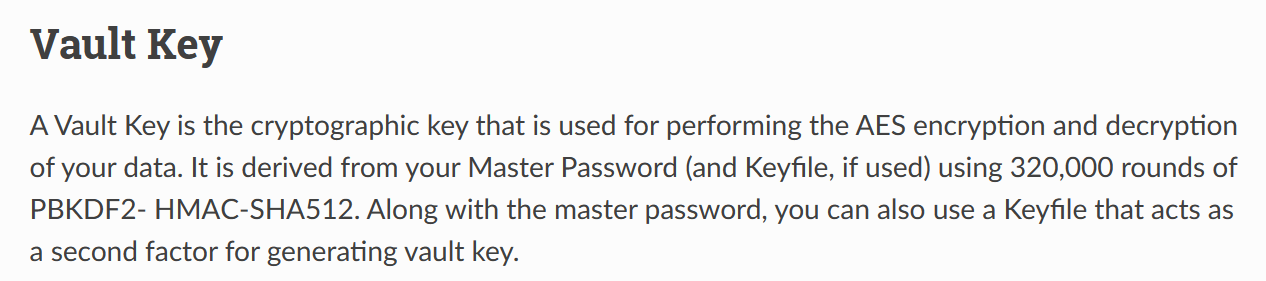 Vault Key
A Vault Key is the cryptographic key that is used for performing the AES encryption and decryption
of your data. It is derived from your Master Password (and Keyfile, if used) using 320,000 rounds of
PBKDF2- HMAC-SHA512. Along with the master password, you can also use a Keyfile that acts as
a second factor for generating vault key.